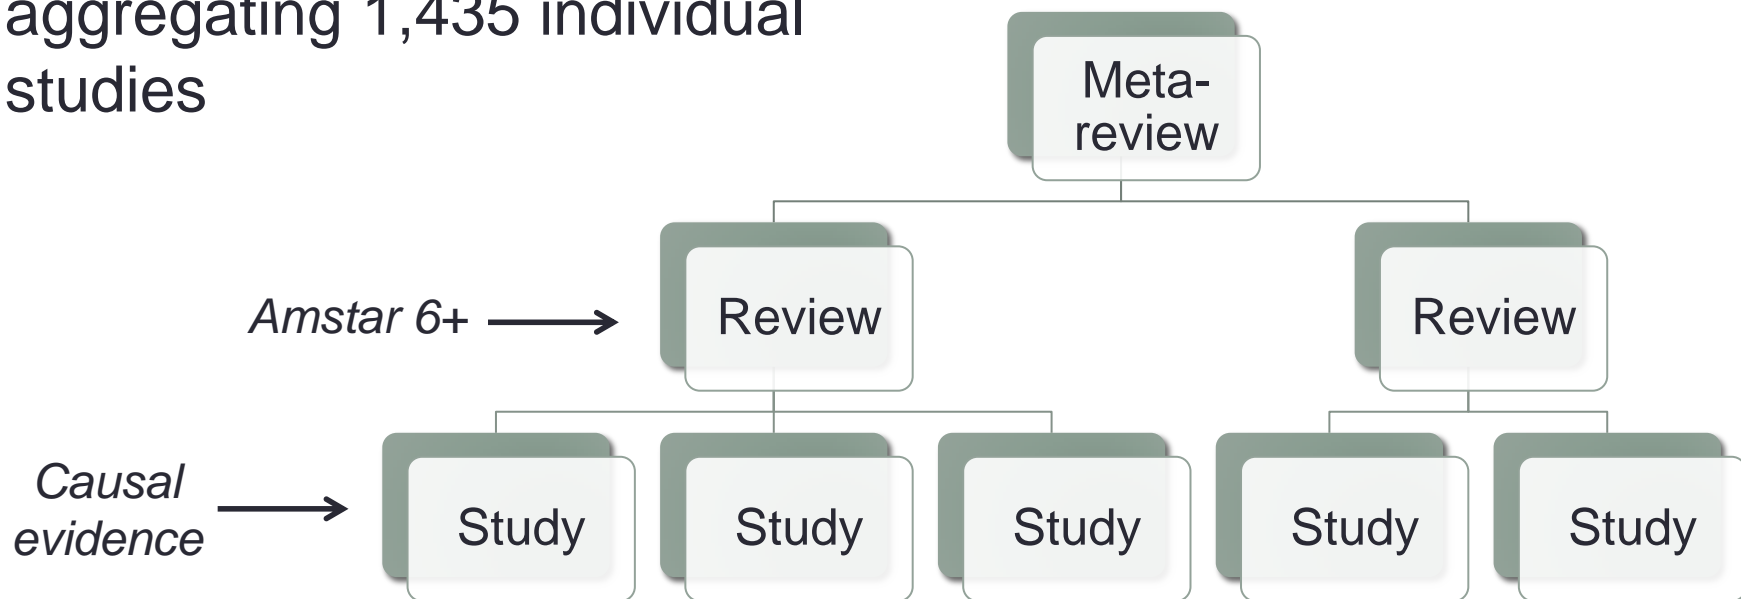 aggregating 1,435 individual
studies
Meta-
review
Amstar 6+
Review
Review
Causal
evidence
Study
Study
Study
Study
Study